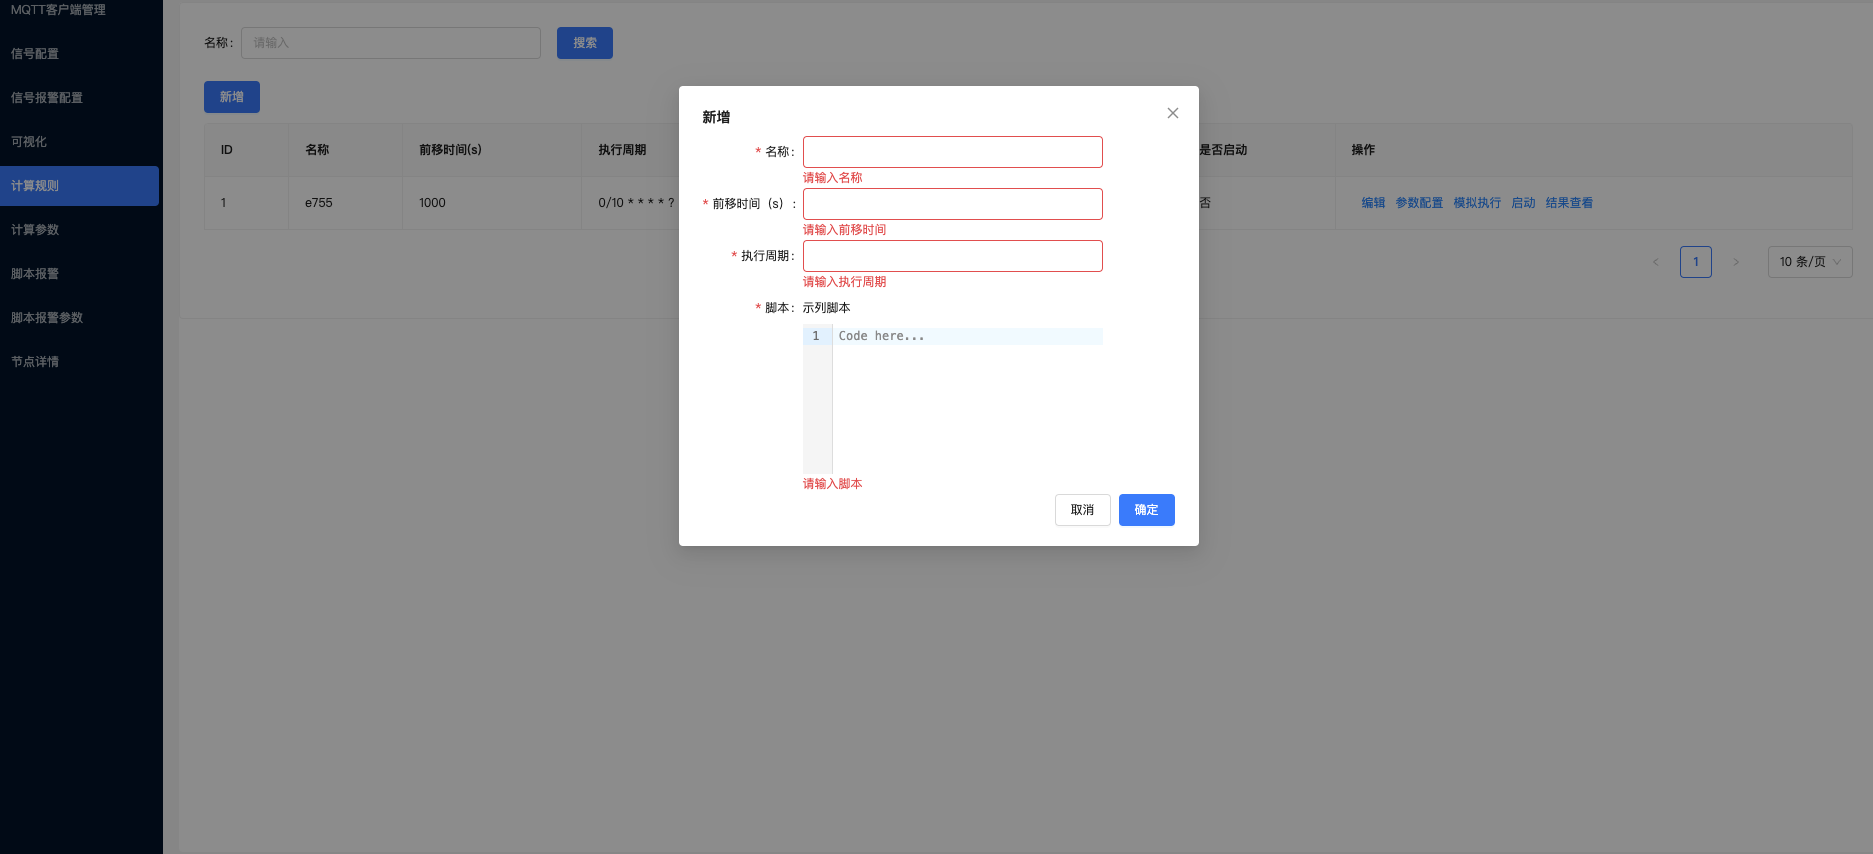 MQTT客户端管理
信号配置
信号报警配置
可视化
计算规则
计算参数
脚本报警
脚本报警参数
节点详情
名称: 请输入 搜索
新增
ID 名称 前移时间(s) 执行周期 是否启动 操作
1 e755 1000 0/10 * * * * ? 否 编辑 参数配置 模拟执行 启动 结果查看
< 1 > 10 条/页
新增
* 名称:
请输入名称
* 前移时间（s）:
请输入前移时间
* 执行周期:
请输入执行周期
* 脚本: 示列脚本
1 Code here...
请输入脚本
取消 确定